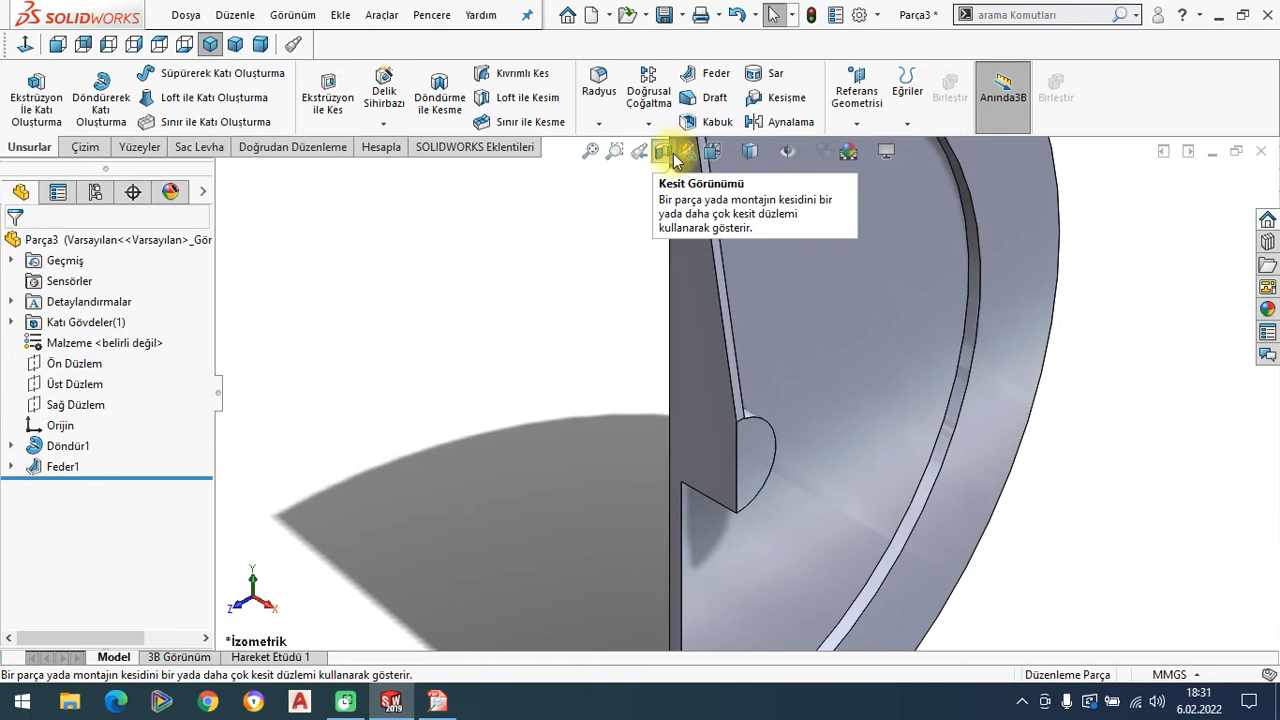 SOLIDWORKS
Dosya Düzenle Görünüm Ekle Araçlar Pencere Yardım
Parça3
arama Komutları
Ekstrüzyon İle Katı Oluşturma
Döndürerek Katı Oluşturma
Süpürerek Katı Oluşturma
Loft ile Katı Oluşturma
Sınır ile Katı Oluşturma
Ekstrüzyon ile Kes
Delik Sihirbazı
Döndürme ile Kesme
Kıvrımlı Kes
Loft ile Kesim
Sınır ile Kesme
Radyus
Doğrusal Çoğaltma
Feder
Draft
Kabuk
Sar
Kesişme
Aynalama
Referans Geometrisi
Eğriler
Birleştir
Anında3B
Birleştir
Unsurlar Çizim Yüzeyler Sac Levha Doğrudan Düzenleme Hesapla SOLIDWORKS Eklentileri
Kesit Görünümü
Bir parça yada montajın kesidini bir
yada daha çok kesit düzlemi
kullanarak gösterir.
Parça3 (Varsayılan<<Varsayılan>_Gör
Geçmiş
Sensörler
Detaylandırmalar
Katı Gövdeler(1)
Malzeme <belirli değil>
Ön Düzlem
Üst Düzlem
Sağ Düzlem
Orijin
Döndür1
Feder1
Y
Z
X
*İzometrik
Model 3B Görünüm Hareket Etüdü 1
Bir parça yada montajın kesidini bir yada daha çok kesit düzlemi kullanarak gösterir.
Düzenleme Parça
MMGS
SW
2019
18:31
6.02.2022